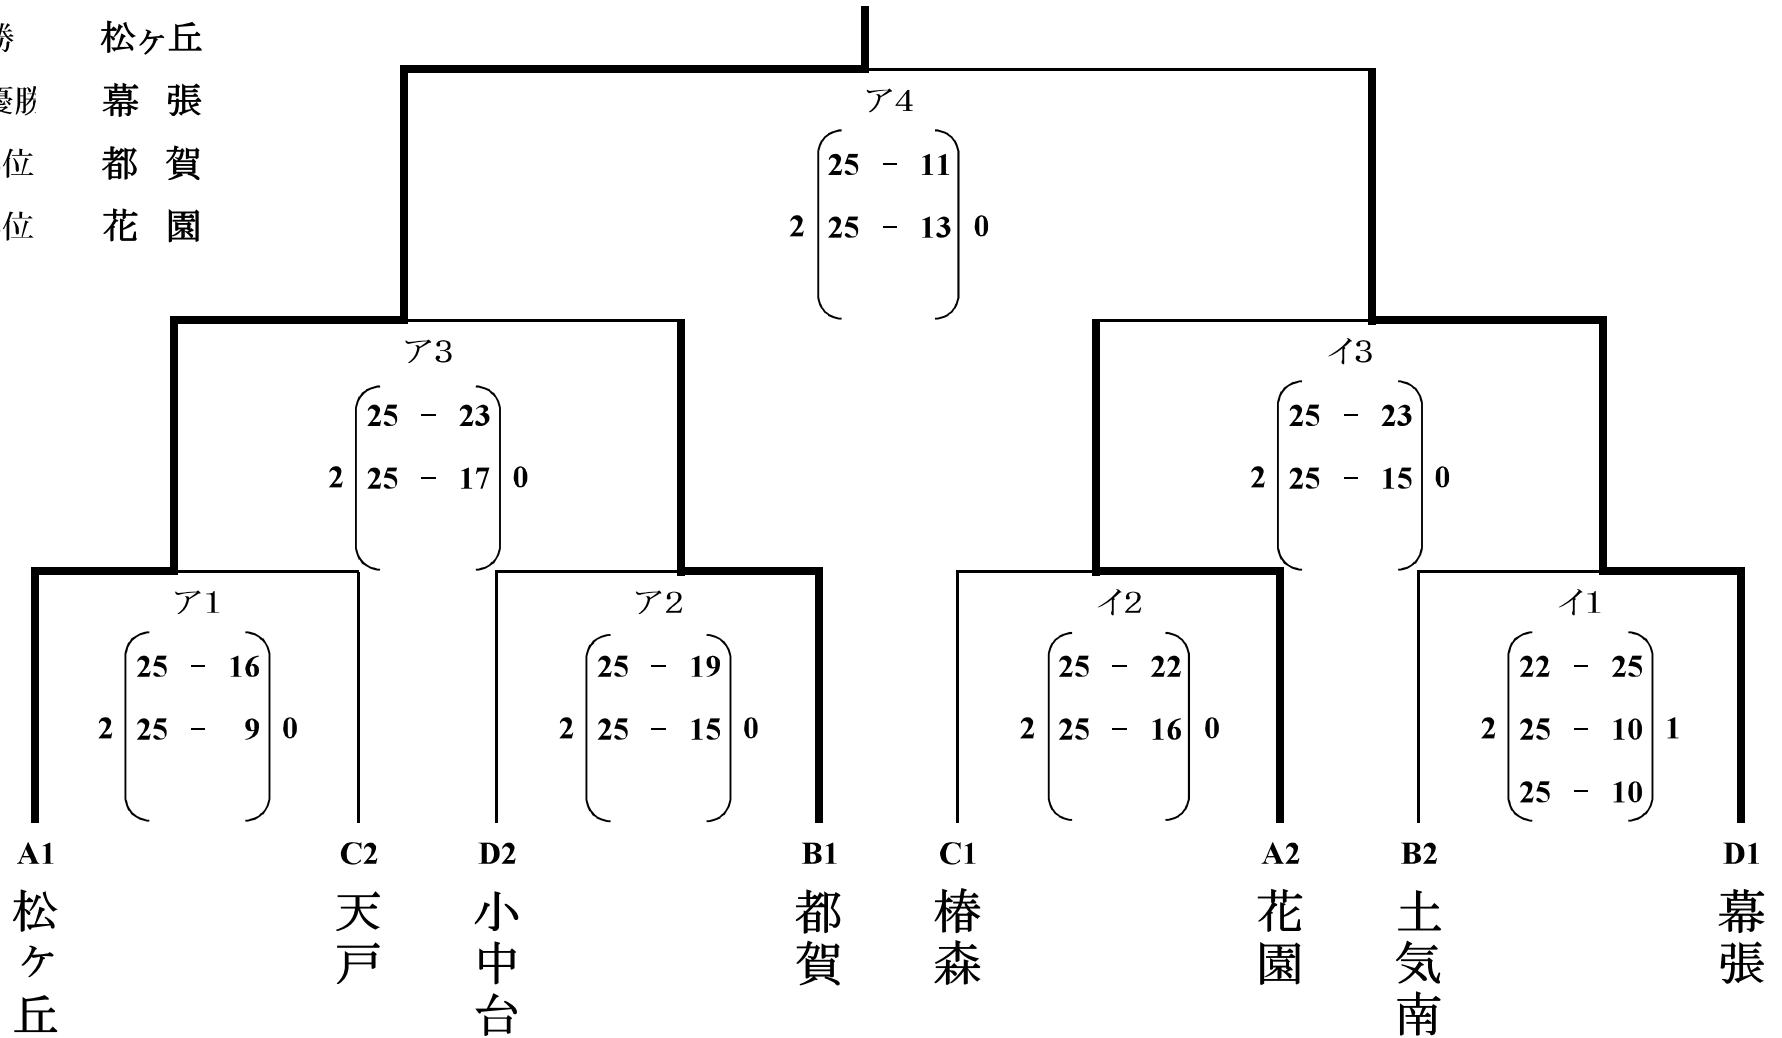 勝 松ヶ丘
優勝 幕 張
位 都 賀
位 花 園
ア4
25 - 11
2 25 - 13 0
ア3
25 - 23
2 25 - 17 0
イ3
25 - 23
2 25 - 15 0
ア1
25 - 16
2 25 - 9 0
ア2
25 - 19
2 25 - 15 0
イ2
25 - 22
2 25 - 16 0
イ1
22 - 25
2 25 - 10 1
25 - 10
A1 C2 D2 B1 C1 A2 B2 D1
松ヶ丘
天戸
小中台
都賀
椿森
花園
土気南
幕張